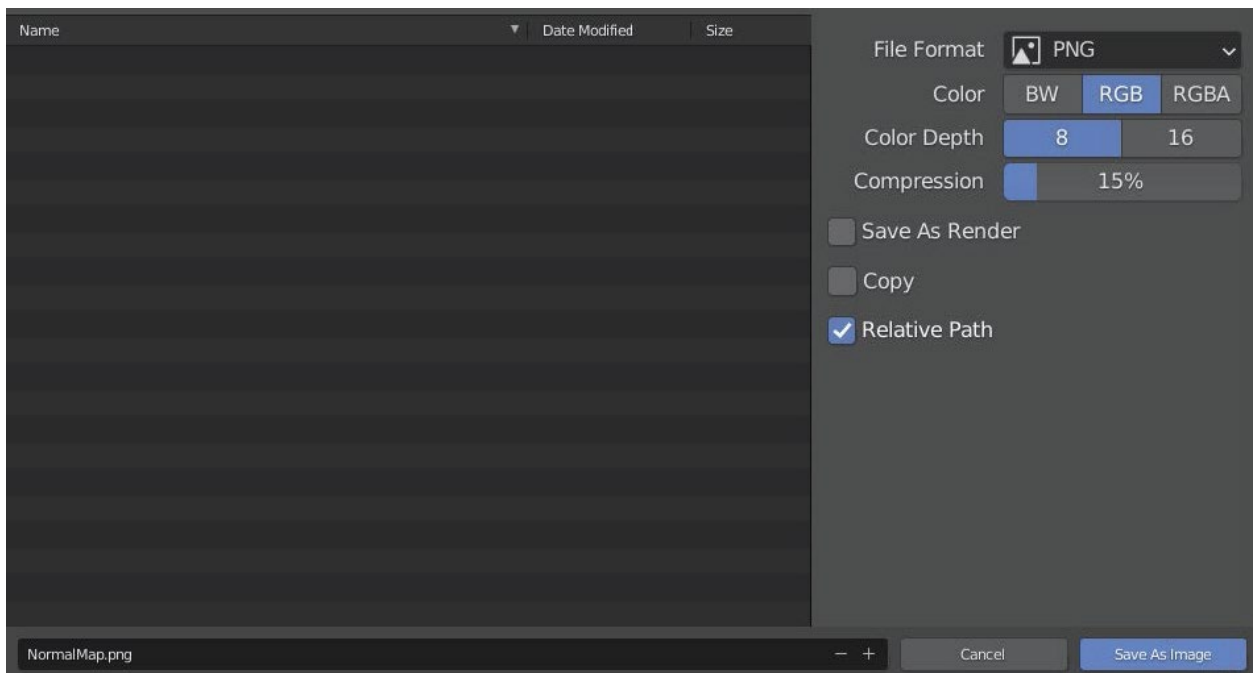 Name Date Modified Size
File Format PNG
Color BW RGB RGBA
Color Depth 8 16
Compression 15%
Save As Render
Copy
Relative Path
NormalMap.png - + Cancel Save As Image